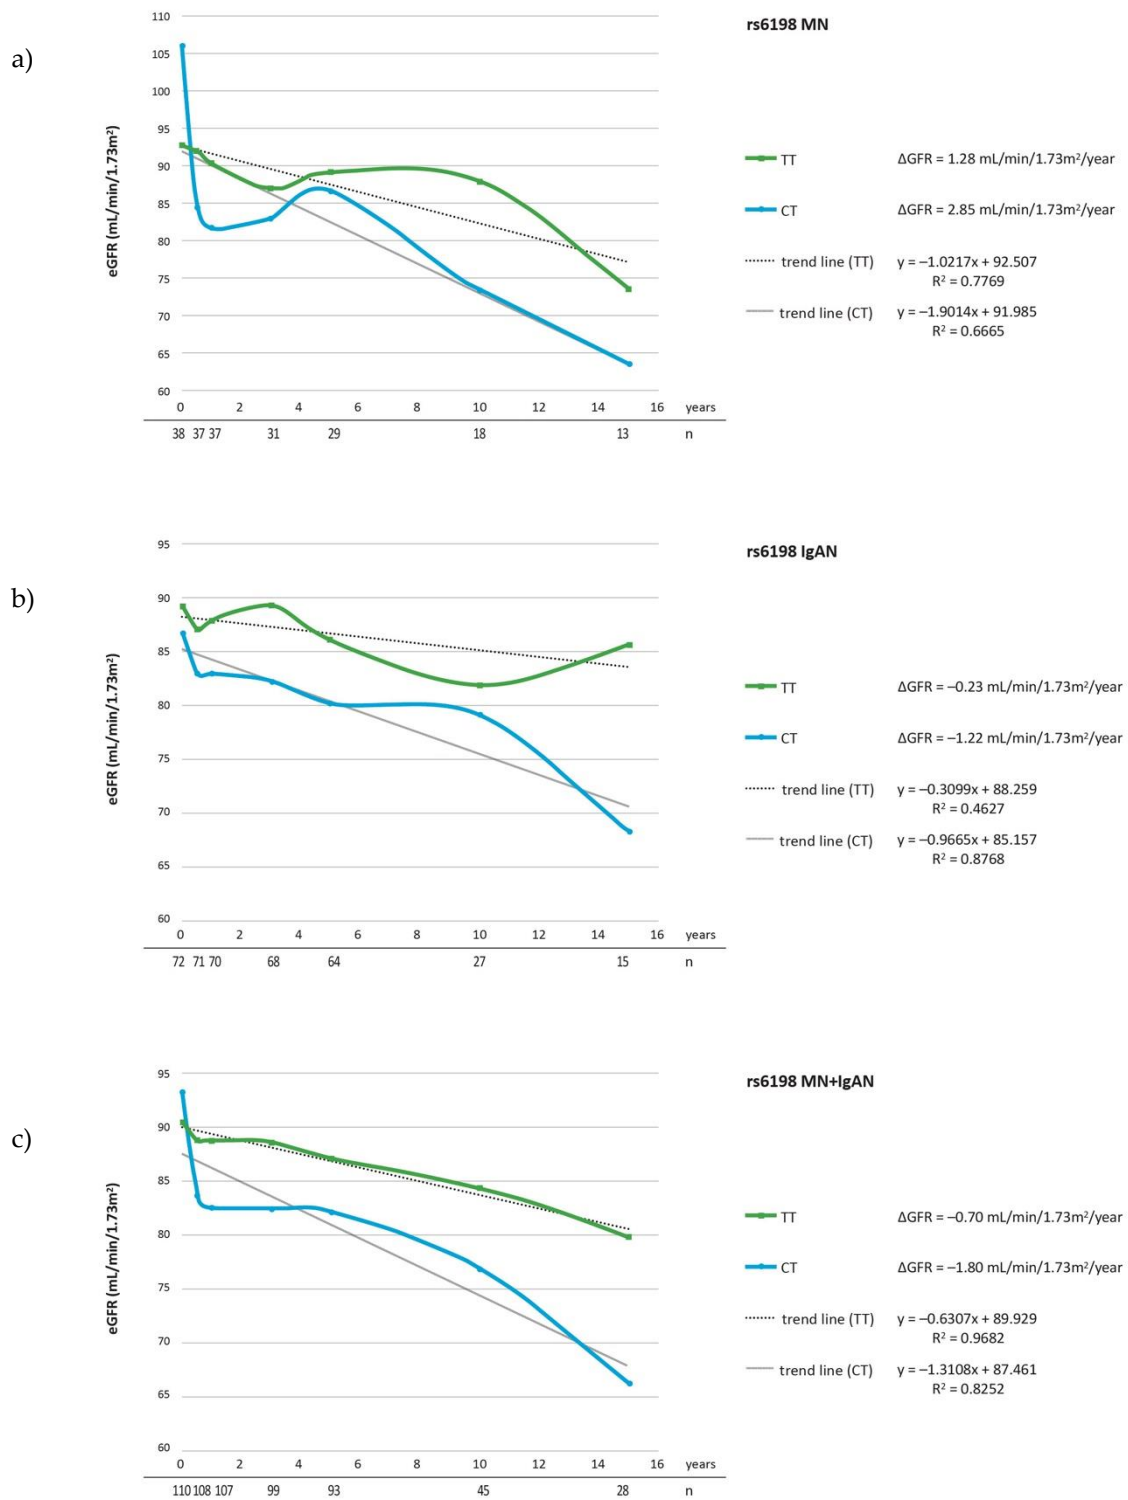 a)
rs6198 MN
eGFR (mL/min/1.73m²)
110
105
100
95
90
85
80
75
70
65
60
0 2 4 6 8 10 12 14 16 years
38 37 37 31 29 18 13 n
TT ΔGFR = 1.28 mL/min/1.73m²/year
CT ΔGFR = 2.85 mL/min/1.73m²/year
trend line (TT) y = –1.0217x + 92.507
R² = 0.7769
trend line (CT) y = –1.9014x + 91.985
R² = 0.6665
b)
rs6198 IgAN
eGFR (mL/min/1.73m²)
95
90
85
80
75
70
65
60
0 2 4 6 8 10 12 14 16 years
72 71 70 68 64 27 15 n
TT ΔGFR = –0.23 mL/min/1.73m²/year
CT ΔGFR = –1.22 mL/min/1.73m²/year
trend line (TT) y = –0.3099x + 88.259
R² = 0.4627
trend line (CT) y = –0.9665x + 85.157
R² = 0.8768
c)
rs6198 MN+IgAN
eGFR (mL/min/1.73m²)
95
90
85
80
75
70
65
60
0 2 4 6 8 10 12 14 16 years
110 108 107 99 93 45 28 n
TT ΔGFR = –0.70 mL/min/1.73m²/year
CT ΔGFR = –1.80 mL/min/1.73m²/year
trend line (TT) y = –0.6307x + 89.929
R² = 0.9682
trend line (CT) y = –1.3108x + 87.461
R² = 0.8252